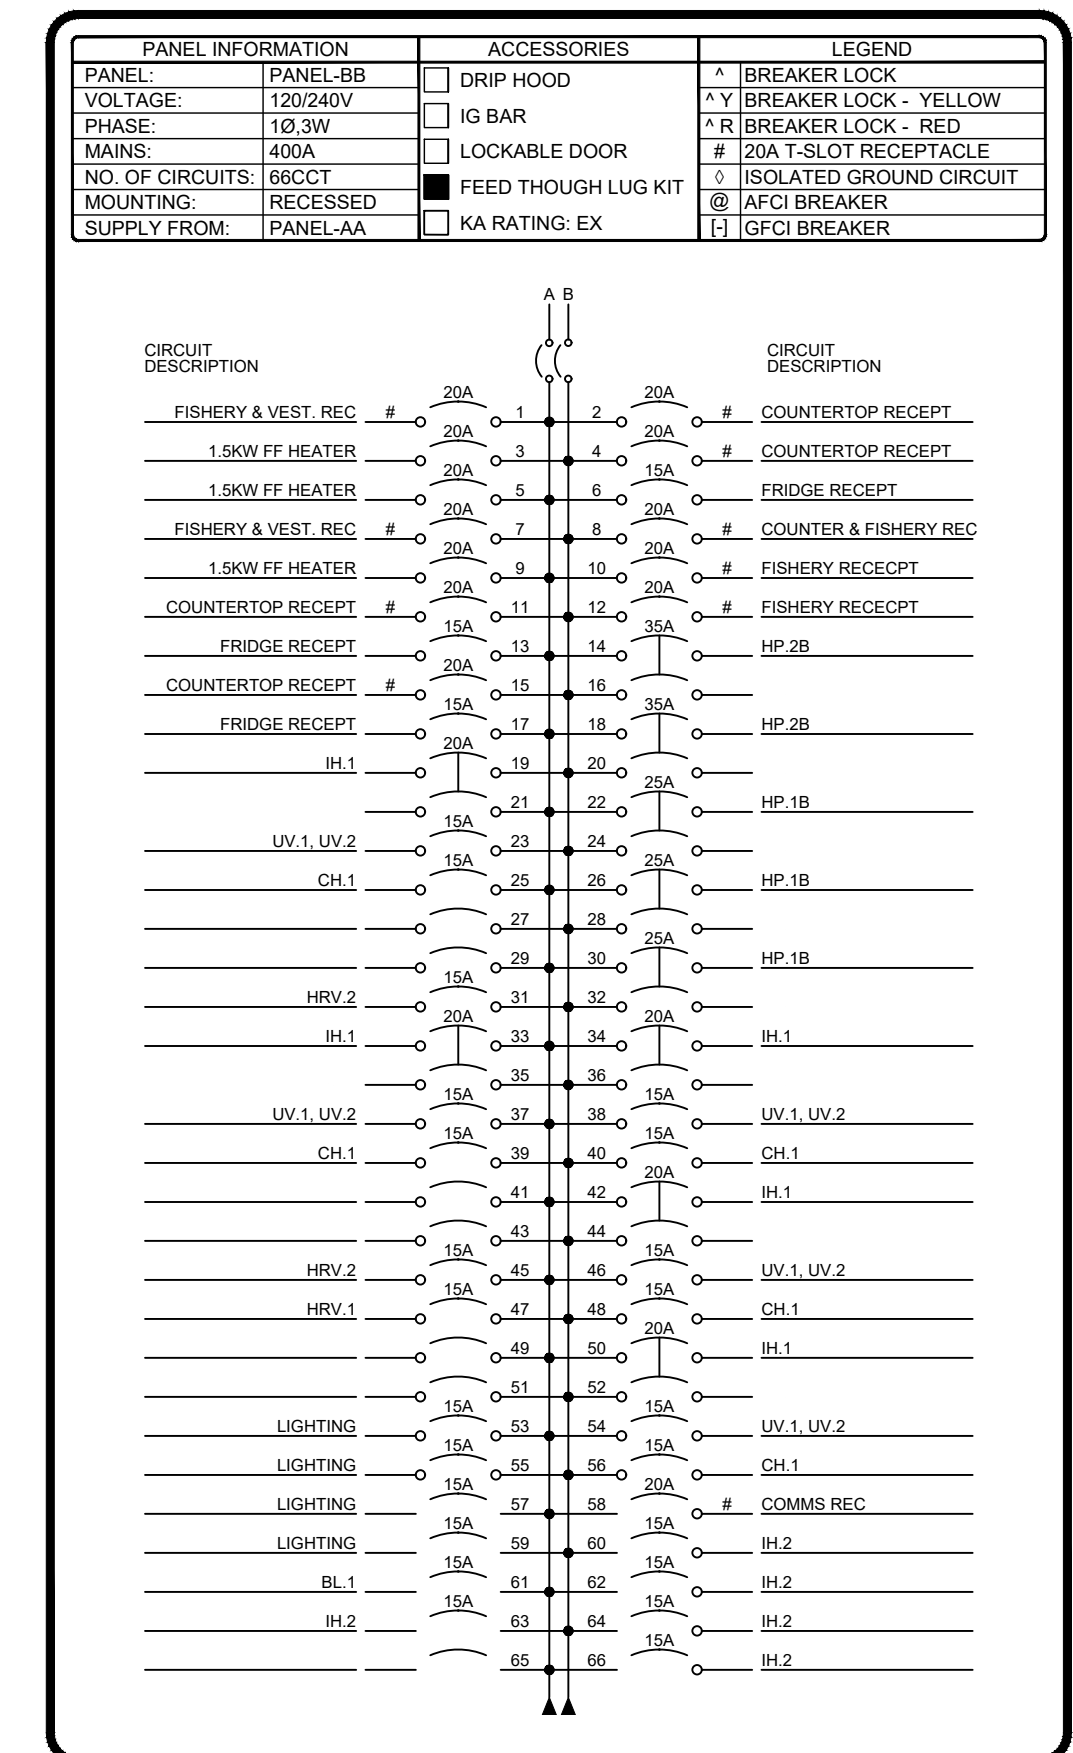 PANEL INFORMATION ACCESSORIES LEGEND
PANEL: PANEL-BB DRIP HOOD ^ BREAKER LOCK
VOLTAGE: 120/240V IG BAR ^ Y BREAKER LOCK - YELLOW
PHASE: 1Ø,3W ^ R BREAKER LOCK - RED
MAINS: 400A LOCKABLE DOOR # 20A T-SLOT RECEPTACLE
NO. OF CIRCUITS: 66CCT FEED THOUGH LUG KIT ◊ ISOLATED GROUND CIRCUIT
MOUNTING: RECESSED @ AFCI BREAKER
SUPPLY FROM: PANEL-AA KA RATING: EX [-] GFCI BREAKER
A B
CIRCUIT CIRCUIT
DESCRIPTION DESCRIPTION
FISHERY & VEST. REC # 20A 1 2 20A # COUNTERTOP RECEPT
1.5KW FF HEATER 20A 3 4 20A # COUNTERTOP RECEPT
1.5KW FF HEATER 20A 5 6 15A FRIDGE RECEPT
FISHERY & VEST. REC # 20A 7 8 20A # COUNTER & FISHERY REC
1.5KW FF HEATER 20A 9 10 20A # FISHERY RECECPT
COUNTERTOP RECEPT # 20A 11 12 20A # FISHERY RECECPT
FRIDGE RECEPT 15A 13 14 35A HP.2B
COUNTERTOP RECEPT # 20A 15 16
FRIDGE RECEPT 15A 17 18 35A HP.2B
IH.1 20A 19 20
21 22 25A HP.1B
UV.1, UV.2 15A 23 24
CH.1 15A 25 26 25A HP.1B
27 28
29 30 25A HP.1B
HRV.2 15A 31 32
IH.1 20A 33 34 20A IH.1
35 36
UV.1, UV.2 15A 37 38 15A UV.1, UV.2
CH.1 15A 39 40 15A CH.1
41 42 20A IH.1
43 44
HRV.2 15A 45 46 15A UV.1, UV.2
HRV.1 15A 47 48 15A CH.1
49 50 20A IH.1
51 52
LIGHTING 15A 53 54 15A UV.1, UV.2
LIGHTING 15A 55 56 15A CH.1
LIGHTING 15A 57 58 20A # COMMS REC
LIGHTING 15A 59 60 15A IH.2
BL.1 15A 61 62 15A IH.2
IH.2 15A 63 64 15A IH.2
65 66 15A IH.2